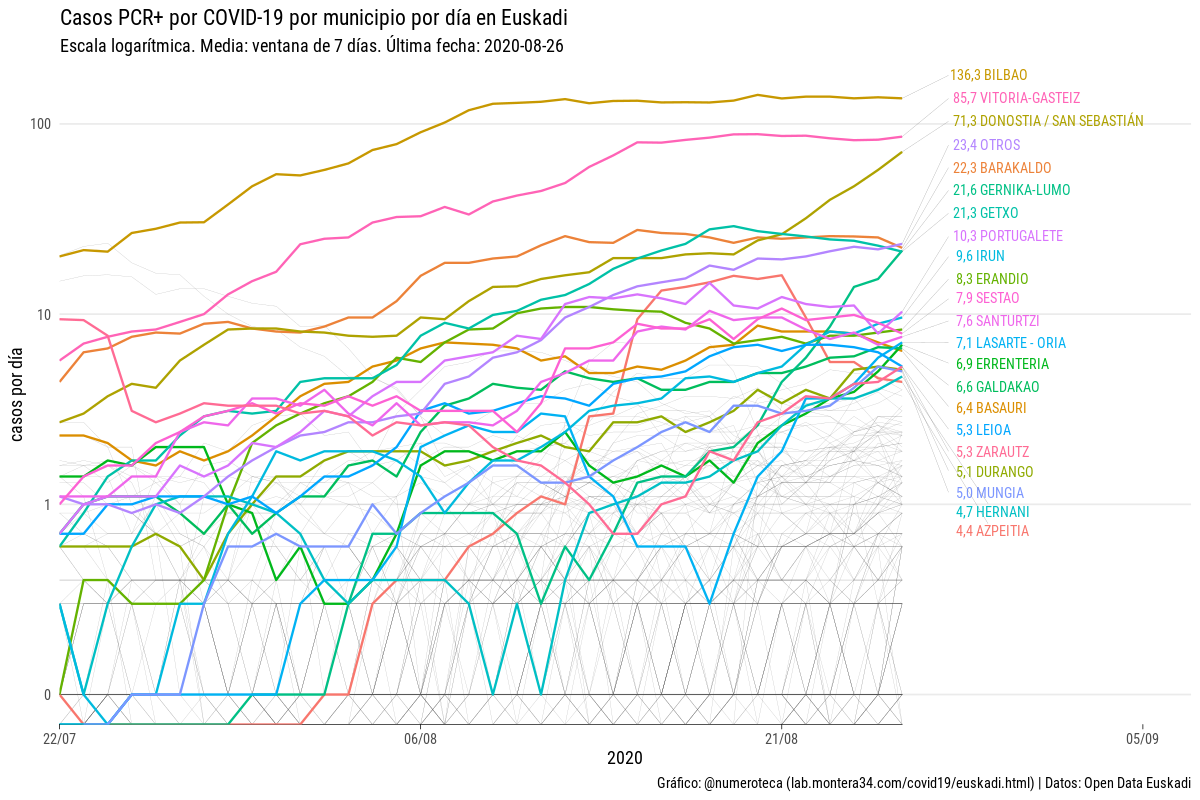 Casos PCR+ por COVID-19 por municipio por día en Euskadi
Escala logarítmica. Media: ventana de 7 días. Última fecha: 2020-08-26
136,3 BILBAO
85,7 VITORIA-GASTEIZ
71,3 DONOSTIA / SAN SEBASTIÁN
23,4 OTROS
22,3 BARAKALDO
21,6 GERNIKA-LUMO
21,3 GETXO
10,3 PORTUGALETE
9,6 IRUN
8,3 ERANDIO
7,9 SESTAO
7,6 SANTURTZI
7,1 LASARTE - ORIA
6,9 ERRENTERIA
6,6 GALDAKAO
6,4 BASAURI
5,3 LEIOA
5,3 ZARAUTZ
5,1 DURANGO
5,0 MUNGIA
4,7 HERNANI
4,4 AZPEITIA
casos por día
100
10
1
0
22/07
06/08
21/08
05/09
2020
Gráfico: @numeroteca (lab.montera34.com/covid19/euskadi.html) | Datos: Open Data Euskadi